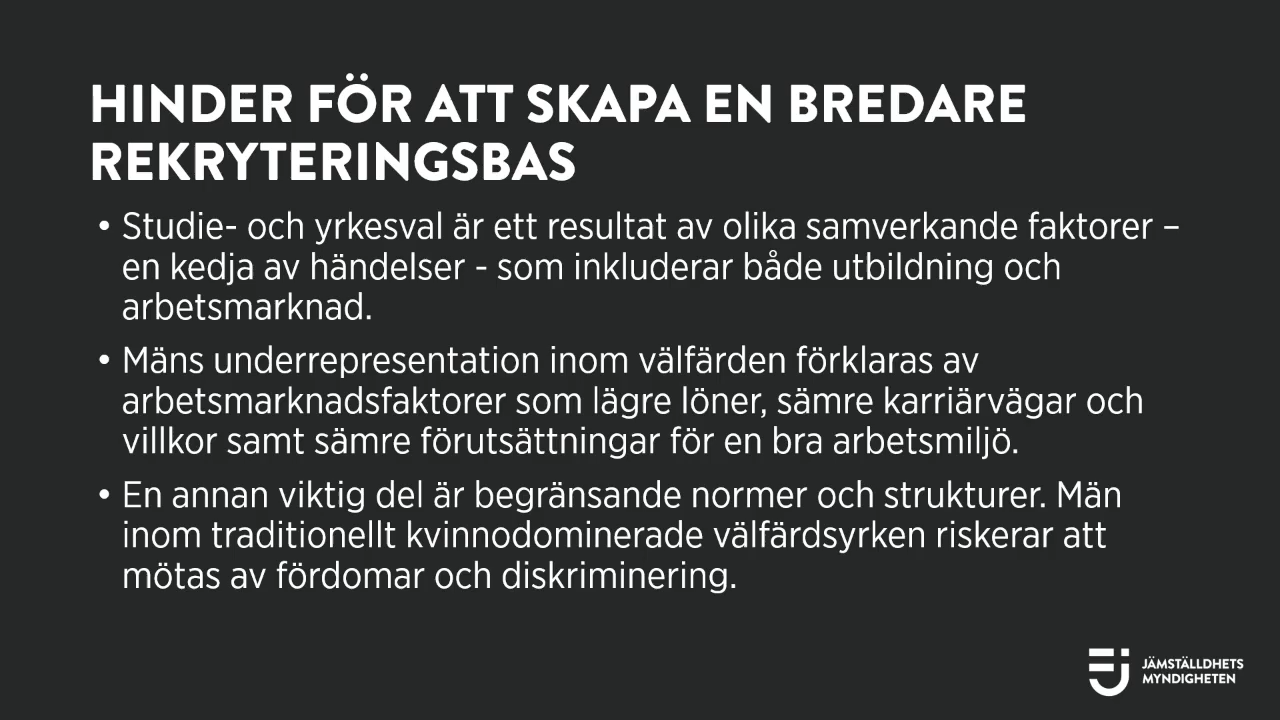 HINDER FÖR ATT SKAPA EN BREDARE
REKRYTERINGSBAS
• Studie- och yrkesval är ett resultat av olika samverkande faktorer –
en kedja av händelser - som inkluderar både utbildning och
arbetsmarknad.
• Mäns underrepresentation inom välfärden förklaras av
arbetsmarknadsfaktorer som lägre löner, sämre karriärvägar och
villkor samt sämre förutsättningar för en bra arbetsmiljö.
• En annan viktig del är begränsande normer och strukturer. Män
inom traditionellt kvinnodominerade välfärdsyrken riskerar att
mötas av fördomar och diskriminering.
JÄMSTÄLLDHETS
MYNDIGHETEN